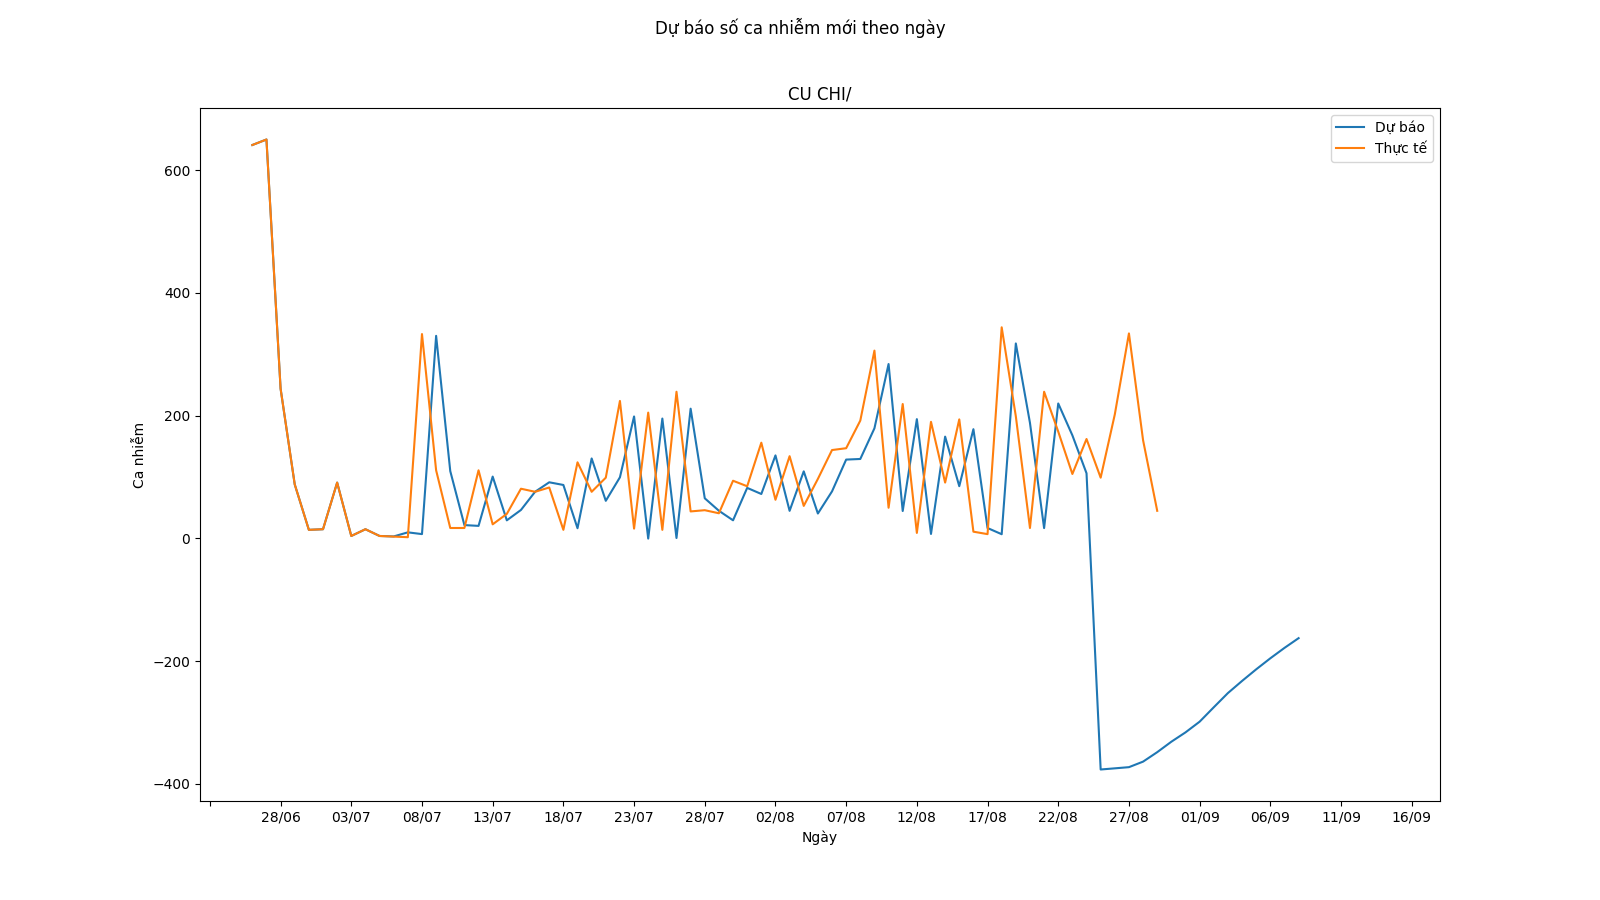 Dự báo số ca nhiễm mới theo ngày
CU CHI/
Dự báo
Thực tế
600
400
200
0
−200
−400
Ca nhiễm
28/06 03/07 08/07 13/07 18/07 23/07 28/07 02/08 07/08 12/08 17/08 22/08 27/08 01/09 06/09 11/09 16/09
Ngày